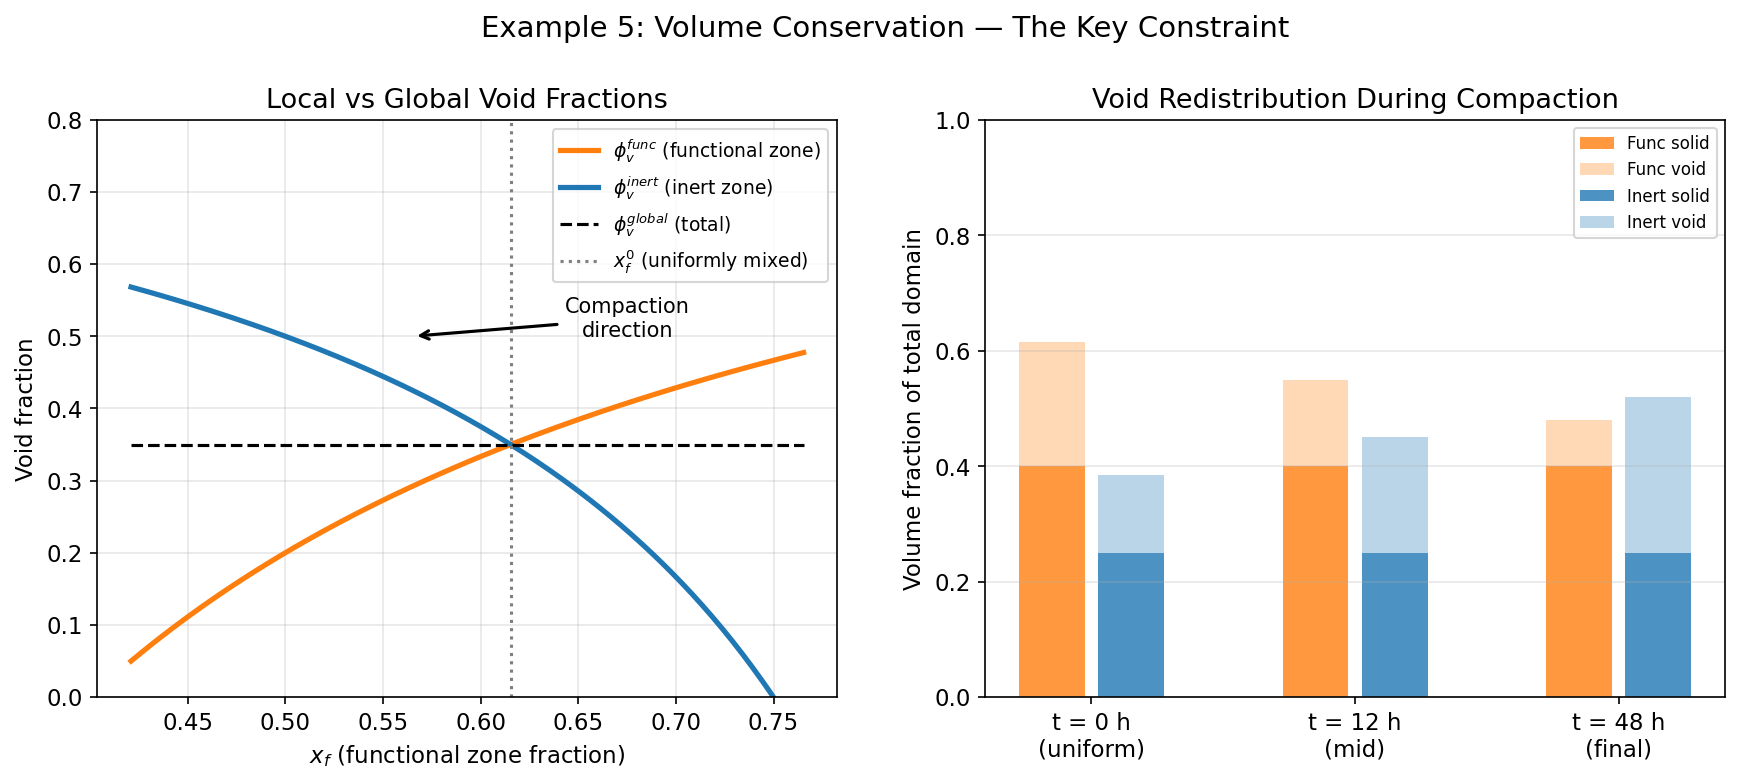 Example 5: Volume Conservation — The Key Constraint
Local vs Global Void Fractions
Void fraction
0.8
0.7
0.6
0.5
0.4
0.3
0.2
0.1
0.0
ϕ_v^{func} (functional zone)
ϕ_v^{inert} (inert zone)
ϕ_v^{global} (total)
x_f^0 (uniformly mixed)
Compaction
direction
0.45 0.50 0.55 0.60 0.65 0.70 0.75
x_f (functional zone fraction)
Void Redistribution During Compaction
Volume fraction of total domain
1.0
0.8
0.6
0.4
0.2
0.0
Func solid
Func void
Inert solid
Inert void
t = 0 h
(uniform)
t = 12 h
(mid)
t = 48 h
(final)